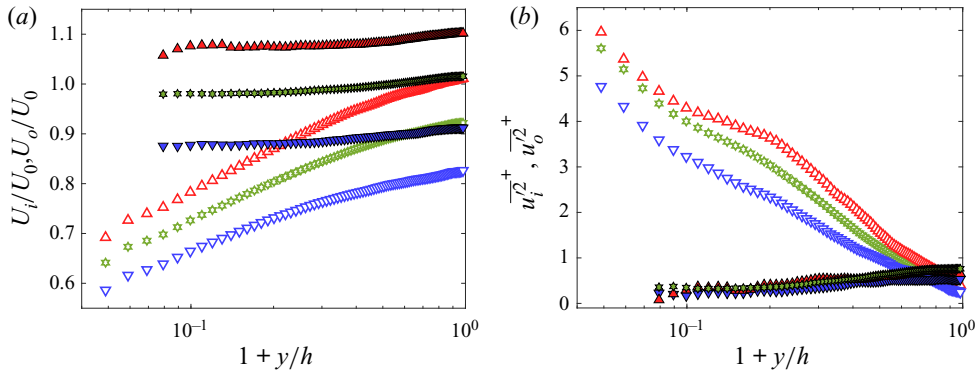 (a)
1.1
1.0
0.9
0.8
0.7
0.6
U_i/U_0, U_o/U_0
10^{-1}
10^0
1 + y/h
(b)
6
5
4
3
2
1
0
\overline{u_i'^2}^+, \overline{u_o'^2}^+
10^{-1}
10^0
1 + y/h